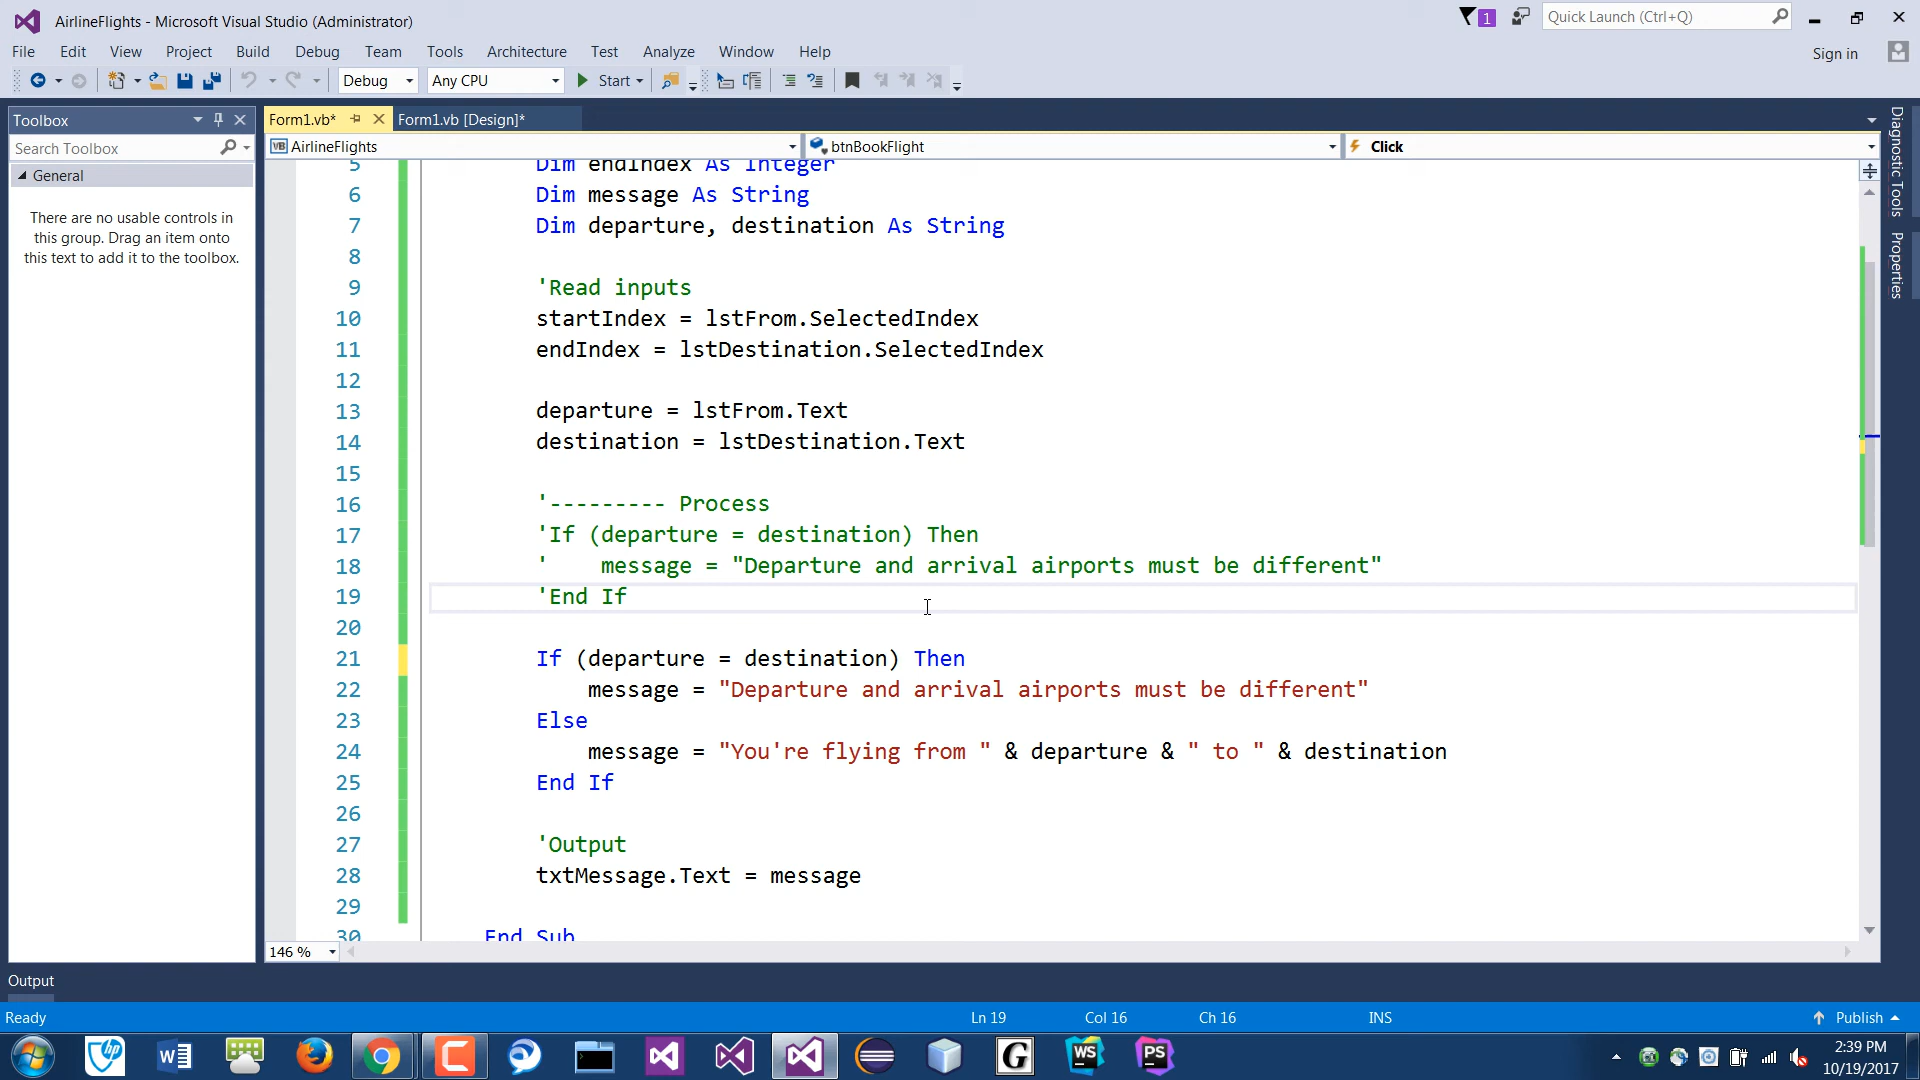 AirlineFlights - Microsoft Visual Studio (Administrator)
1
Quick Launch (Ctrl+Q)
File Edit View Project Build Debug Team Tools Architecture Test Analyze Window Help
Sign in
Debug Any CPU Start
Toolbox
Search Toolbox
General
There are no usable controls in
this group. Drag an item onto
this text to add it to the toolbox.
Form1.vb* Form1.vb [Design]*
VB AirlineFlights btnBookFlight Click
5 Dim endIndex As Integer
6 Dim message As String
7 Dim departure, destination As String
8
9 'Read inputs
10 startIndex = lstFrom.SelectedIndex
11 endIndex = lstDestination.SelectedIndex
12
13 departure = lstFrom.Text
14 destination = lstDestination.Text
15
16 '--------- Process
17 'If (departure = destination) Then
18 '    message = "Departure and arrival airports must be different"
19 'End If
20
21 If (departure = destination) Then
22     message = "Departure and arrival airports must be different"
23 Else
24     message = "You're flying from " & departure & " to " & destination
25 End If
26
27 'Output
28 txtMessage.Text = message
29
30 End Sub
146 %
Diagnostic Tools
Properties
Output
Ready Ln 19 Col 16 Ch 16 INS Publish
hp W G WS PS
2:39 PM
10/19/2017